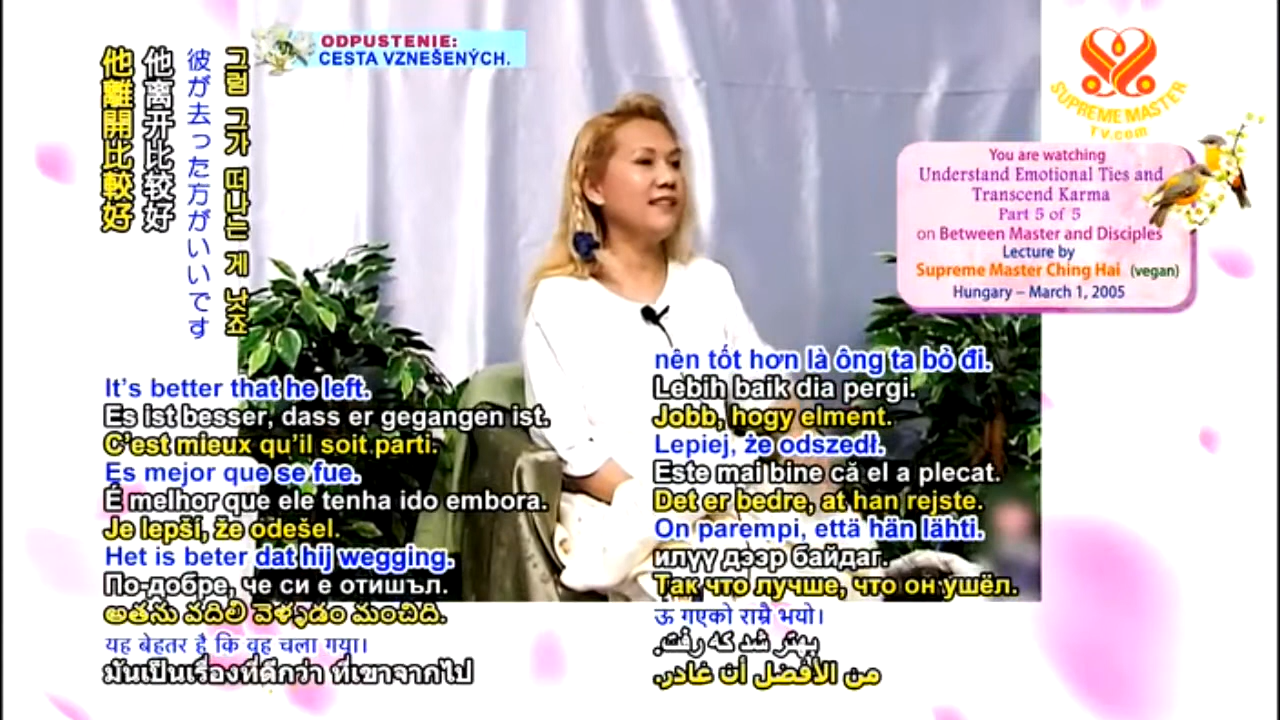 ODPUSTENIE:
CESTA VZNEŠENÝCH.
SUPREME MASTER
TV.com
You are watching
Understand Emotional Ties and
Transcend Karma
Part 5 of 5
on Between Master and Disciples
Lecture by
Supreme Master Ching Hai (vegan)
Hungary – March 1, 2005
그럼 그가 떠나는 게 낫죠
彼が去った方がいいです
他离开比较好
他離開比較好
It's better that he left.
Es ist besser, dass er gegangen ist.
C'est mieux qu'il soit parti.
Es mejor que se fue.
É melhor que ele tenha ido embora.
Je lepší, že odešel.
Het is beter dat hij wegging.
По-добре, че си е отишъл.
అతను వదిలి వెళ్ళడం మంచిది.
यह बेहतर है कि वह चला गया।
มันเป็นเรื่องที่ดีกว่า ที่เขาจากไป
nên tốt hơn là ông ta bỏ đi.
Lebih baik dia pergi.
Jobb, hogy elment.
Lepiej, że odszedł.
Este mai bine că el a plecat.
Det er bedre, at han rejste.
On parempi, että hän lähti.
илүү дээр байдаг.
Так что лучше, что он ушёл.
ऊ गएको राम्रै भयो।
بهتر شد که رفت.
من الأفضل أن غادر.